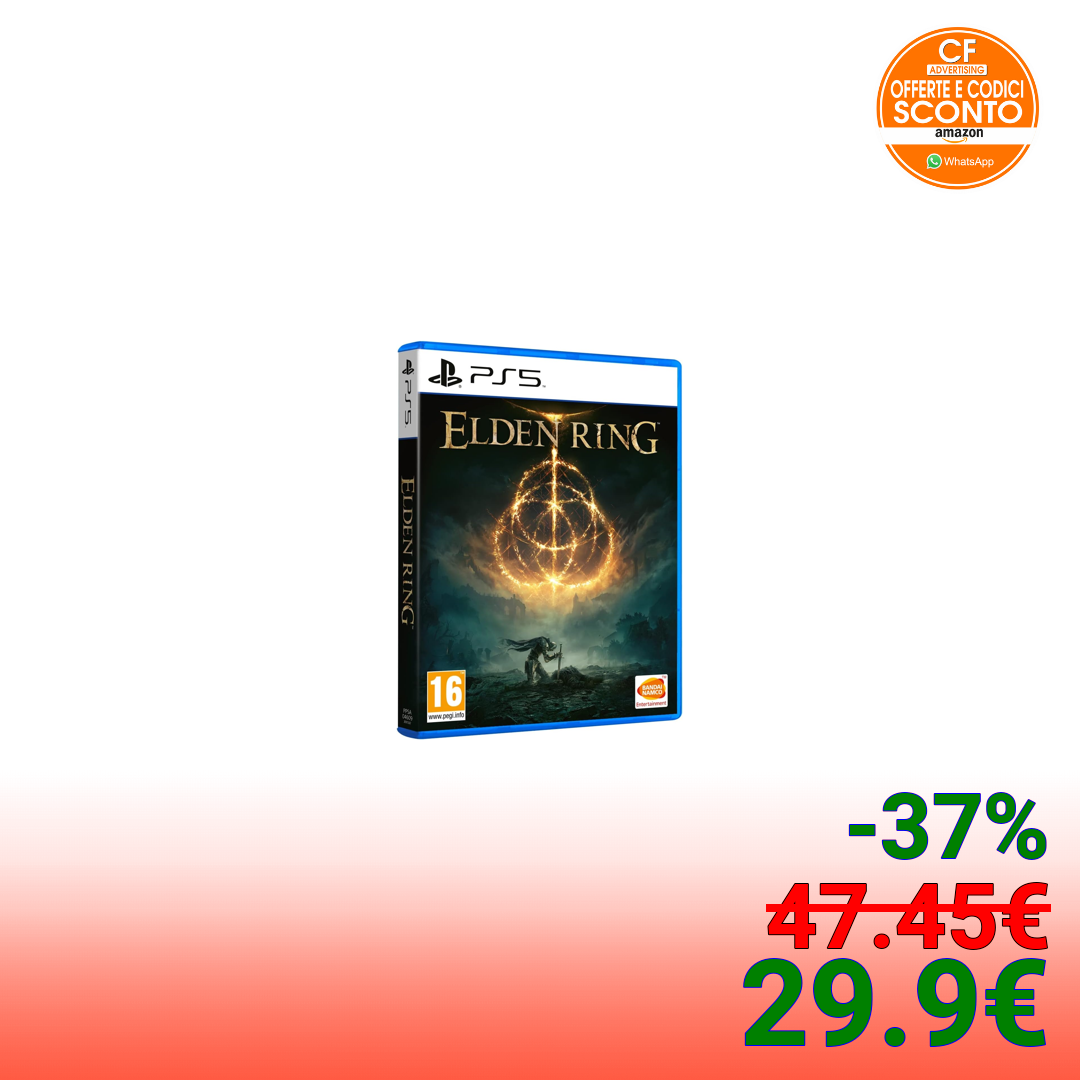 CF
ADVERTISING
OFFERTE E CODICI
SCONTO
amazon
WhatsApp
PS5
PS5
ELDEN RING
ELDEN RING
16
www.pegi.info
BANDAI
NAMCO
Entertainment
-37%
47.45€
29.9€